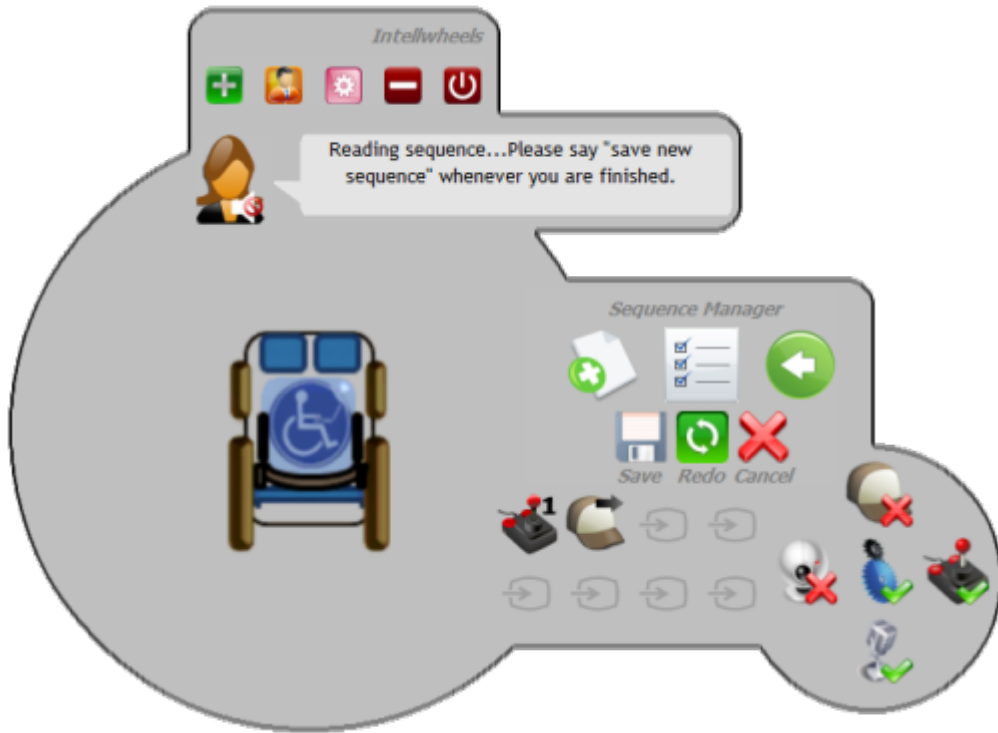 Intellwheels
Reading sequence...Please say "save new
sequence" whenever you are finished.
Sequence Manager
Save Redo Cancel
1